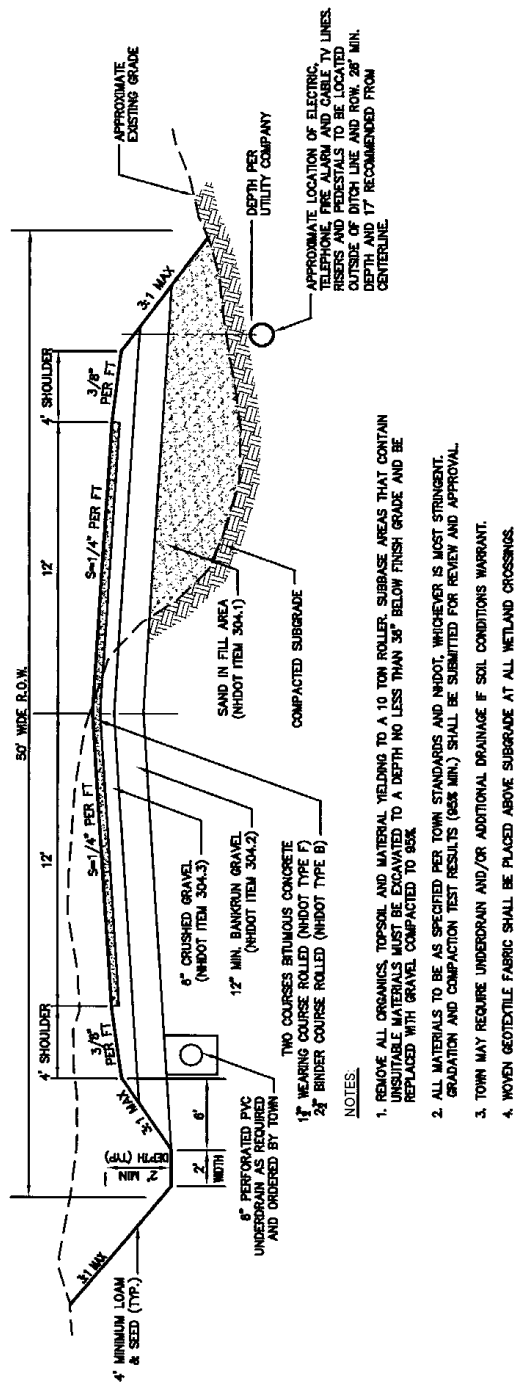 50' WIDE R.O.W.
4' SHOULDER
12'
12'
4' SHOULDER
3/8"
PER FT
S=1/4" PER FT
S=1/4" PER FT
3/8"
PER FT
3:1 MAX
3:1 MAX
3:1 MAX
2' MIN
DEPTH (TYP)
2'
WIDTH
6'
4' MINIMUM LOAM
& SEED (TYP.)
APPROXIMATE
EXISTING GRADE
DEPTH PER
UTILITY COMPANY
APPROXIMATE LOCATION OF ELECTRIC,
TELEPHONE, FIRE ALARM AND CABLE TV LINES.
RISERS AND PEDESTALS TO BE LOCATED
OUTSIDE OF DITCH LINE AND ROW. 28" MIN.
DEPTH AND 17' RECOMMENDED FROM
CENTERLINE.
SAND IN FILL AREA
(NHDOT ITEM 304.1)
COMPACTED SUBGRADE
6" CRUSHED GRAVEL
(NHDOT ITEM 304.3)
12" MIN. BANKRUN GRAVEL
(NHDOT ITEM 304.2)
6" PERFORATED PVC
UNDERDRAIN AS REQUIRED
AND ORDERED BY TOWN
TWO COURSES BITUMOUS CONCRETE
WEARING COURSE ROLLED (NHDOT TYPE F)
BINDER COURSE ROLLED (NHDOT TYPE B)
NOTES:
1. REMOVE ALL ORGANICS, TOPSOIL AND MATERIAL YIELDING TO A 10 TON ROLLER. SUBBASE AREAS THAT CONTAIN
UNSUITABLE MATERIALS MUST BE EXCAVATED TO A DEPTH NO LESS THAN 36" BELOW FINISH GRADE AND BE
REPLACED WITH GRAVEL COMPACTED TO 95%
2. ALL MATERIALS TO BE AS SPECIFIED PER TOWN STANDARDS AND NHDOT, WHICHEVER IS MOST STRINGENT.
GRADATION AND COMPACTION TEST RESULTS (95% MIN.) SHALL BE SUBMITTED FOR REVIEW AND APPROVAL.
3. TOWN MAY REQUIRE UNDERDRAIN AND/OR ADDITIONAL DRAINAGE IF SOIL CONDITIONS WARRANT.
4. WOVEN GEOTEXTILE FABRIC SHALL BE PLACED ABOVE SUBGRADE AT ALL WETLAND CROSSINGS.